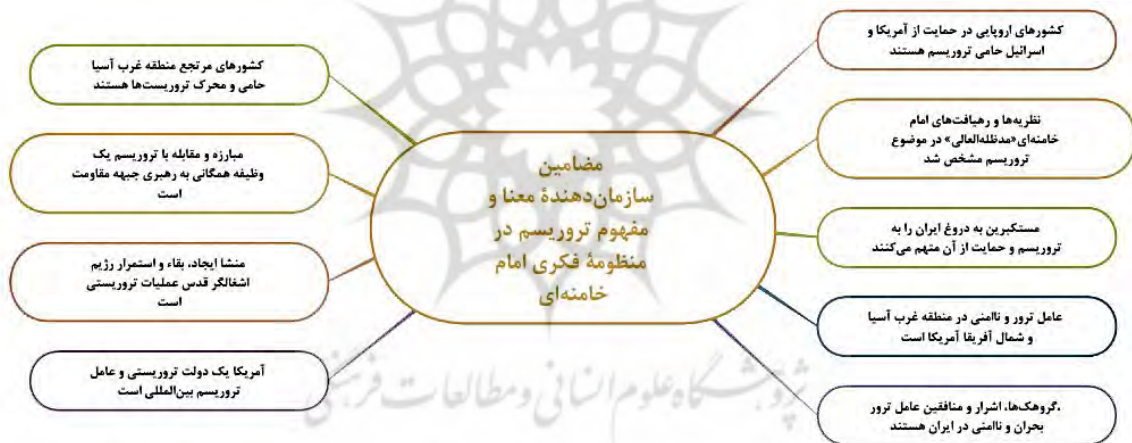 مضامین
سازمان‌دهندهٔ معنا و
مفهوم تروریسم در
منظومهٔ فکری امام
خامنه‌ای
کشورهای اروپایی در حمایت از آمریکا و
اسرائیل حامی تروریسم هستند
نظریه‌ها و رهیافت‌های امام
خامنه‌ای«مدظله‌العالی» در موضوع
تروریسم مشخص شد
مستکبرین به دروغ ایران را به
تروریسم و حمایت از آن متهم می‌کنند
عامل ترور و ناامنی در منطقه غرب آسیا
و شمال آفریقا آمریکا است
.گروهک‌ها، اشرار و منافقین عامل ترور
بحران و ناامنی در ایران هستند
کشورهای مرتجع منطقه غرب آسیا
حامی و محرک تروریست‌ها هستند
مبارزه و مقابله با تروریسم یک
وظیفه همگانی به رهبری جبهه مقاومت
است
منشا ایجاد، بقاء و استمرار رژیم
اشغالگر قدس عملیات تروریستی
است
آمریکا یک دولت تروریستی و عامل
تروریسم بین‌المللی است
پژوهشگاه علوم انسانی و مطالعات فرهنگی